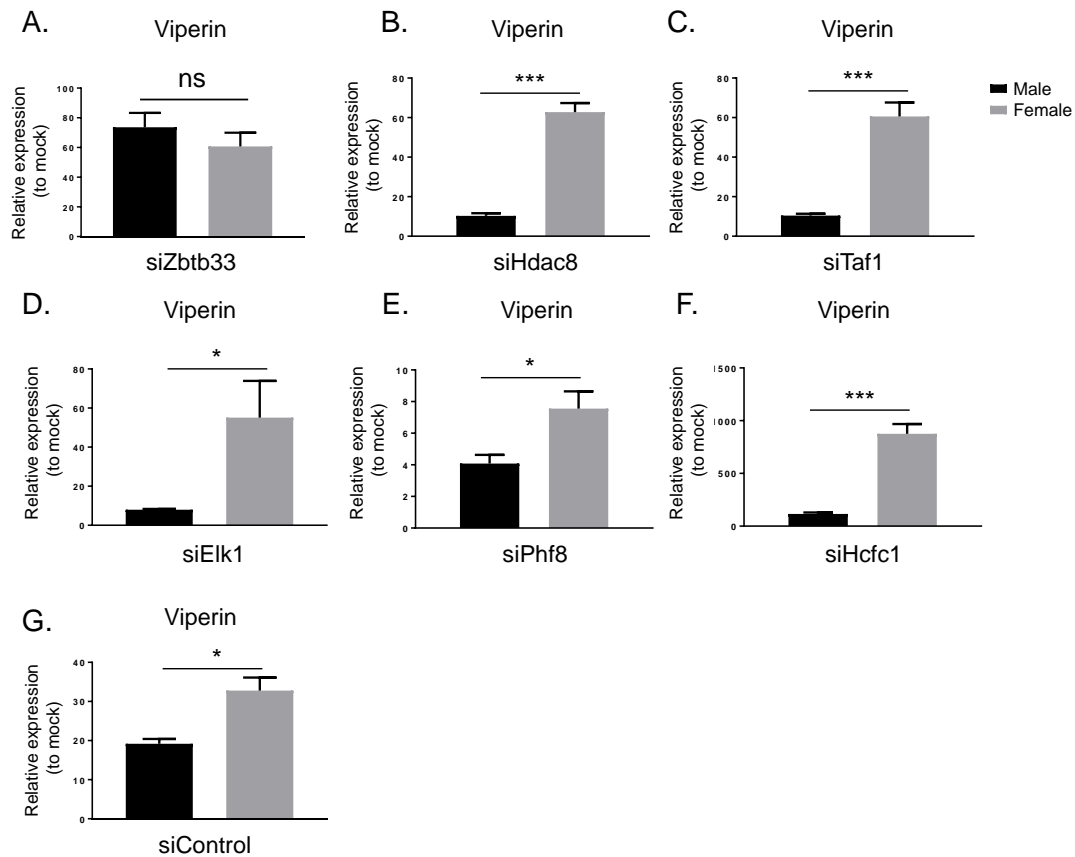 A.
Viperin
ns
Relative expression
(to mock)
100
80
60
40
20
0
siZbtb33
B.
Viperin
***
Relative expression
(to mock)
80
60
40
20
0
siHdac8
C.
Viperin
***
Relative expression
(to mock)
80
60
40
20
0
siTaf1
Male
Female
D.
Viperin
*
Relative expression
(to mock)
80
60
40
20
0
siElk1
E.
Viperin
*
Relative expression
(to mock)
10
8
6
4
2
0
siPhf8
F.
Viperin
***
Relative expression
(to mock)
1500
1000
500
0
siHcfc1
G.
Viperin
*
Relative expression
(to mock)
40
30
20
10
0
siControl